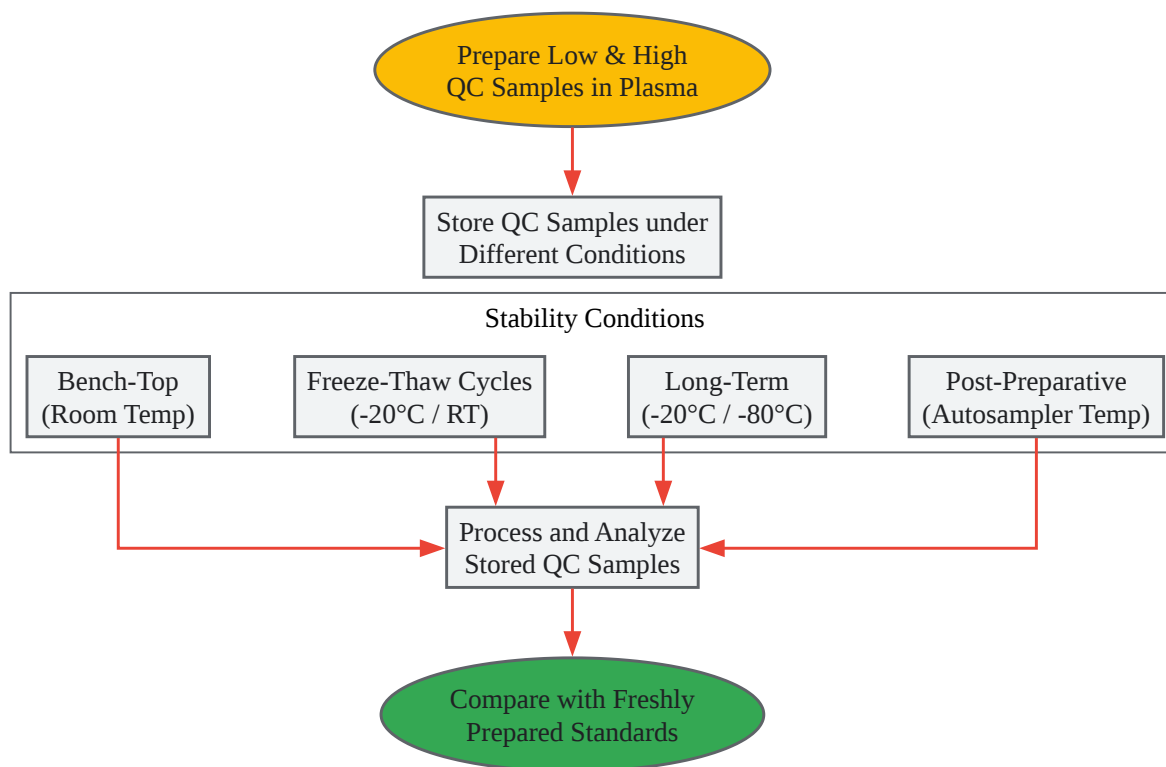 Prepare Low & High
QC Samples in Plasma
Store QC Samples under
Different Conditions
Stability Conditions
Bench-Top
(Room Temp)
Freeze-Thaw Cycles
(-20°C / RT)
Long-Term
(-20°C / -80°C)
Post-Preparative
(Autosampler Temp)
Process and Analyze
Stored QC Samples
Compare with Freshly
Prepared Standards